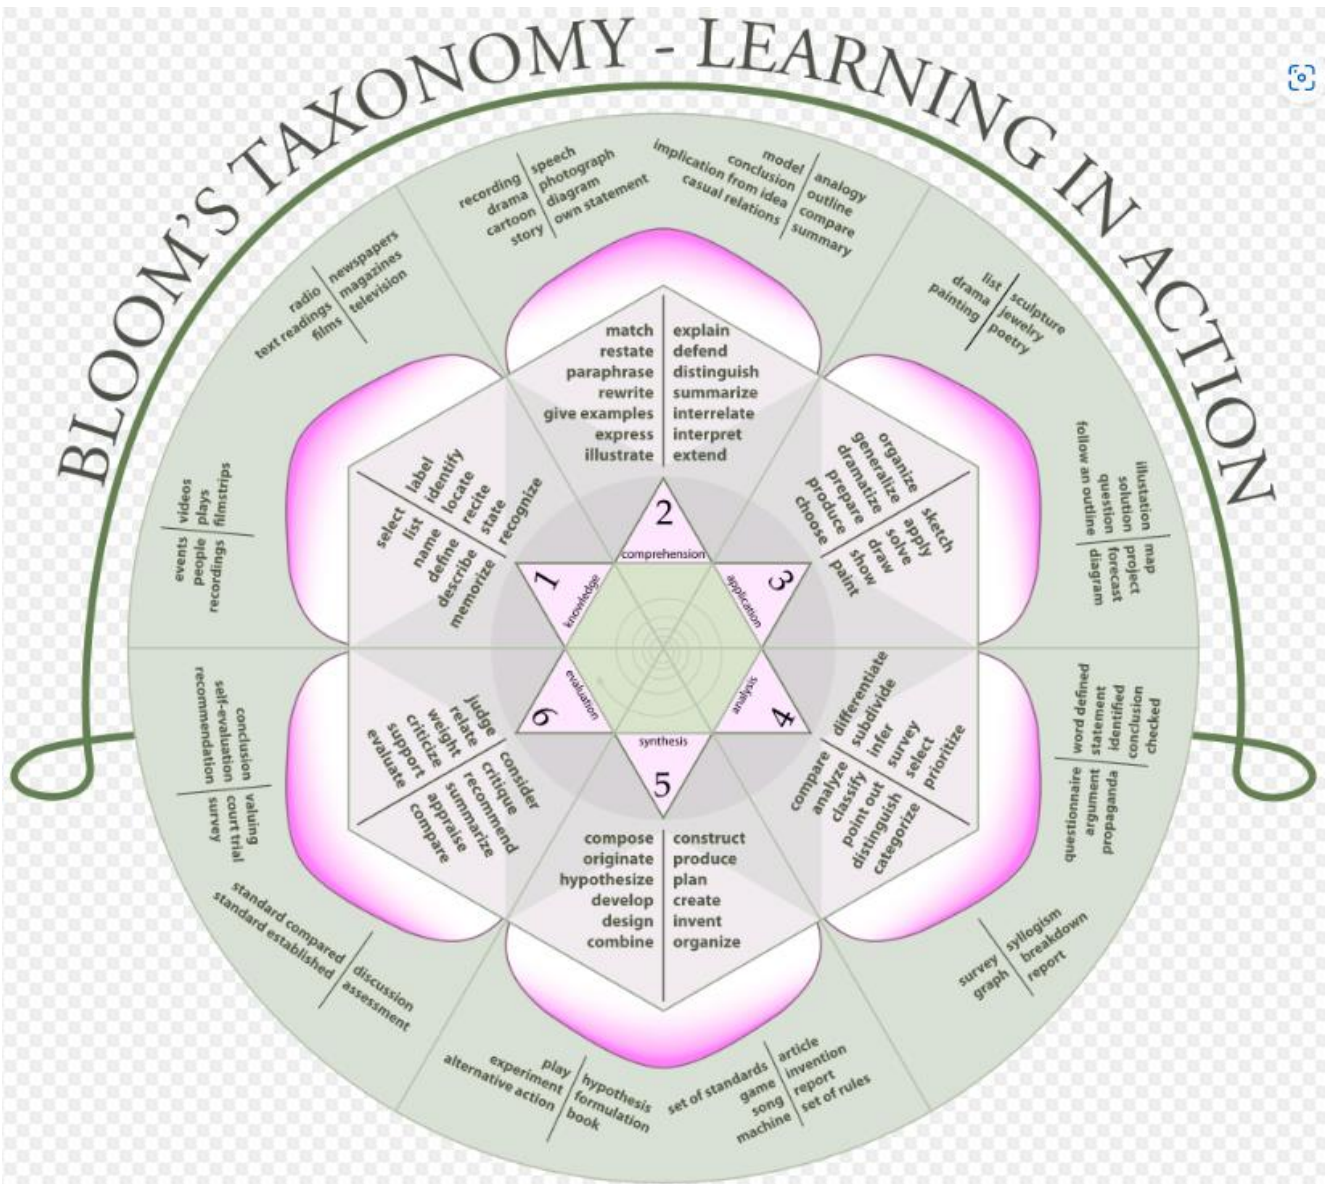 BLOOM'S TAXONOMY - LEARNING IN ACTION
recording
drama
cartoon
story
speech
photograph
diagram
own statement
model
conclusion
implication from idea
casual relations
analogy
outline
compare
summary
match
restate
paraphrase
rewrite
give examples
express
illustrate
explain
defend
distinguish
summarize
interrelate
interpret
extend
2
comprehension
list
drama
painting
sculpture
jewelry
poetry
illustation
solution
question
follow an outline
map
project
forecast
diagram
organize
generalize
dramatize
prepare
produce
choose
sketch
apply
solve
draw
show
paint
3
application
word defined
statement
identified
conclusion
checked
questionnaire
argument
propaganda
survey
graph
syllogism
breakdown
report
differentiate
subdivide
infer
survey
select
prioritize
compare
analyze
classify
point out
distinguish
categorize
4
analysis
synthesis
5
compose
originate
hypothesize
develop
design
combine
construct
produce
plan
create
invent
organize
set of standards
game
song
machine
article
invention
report
set of rules
play
experiment
alternative action
hypothesis
formulation
book
evaluation
6
judge
relate
weight
criticize
support
evaluate
consider
critique
recommend
summarize
appraise
compare
standard compared
standard established
discussion
assessment
conclusion
self-evaluation
recommendation
valuing
court trial
survey
1
knowledge
label
identify
locate
recite
state
recognize
select
list
name
define
describe
memorize
videos
plays
filmstrips
events
people
recordings
radio
text readings
films
newspapers
magazines
television